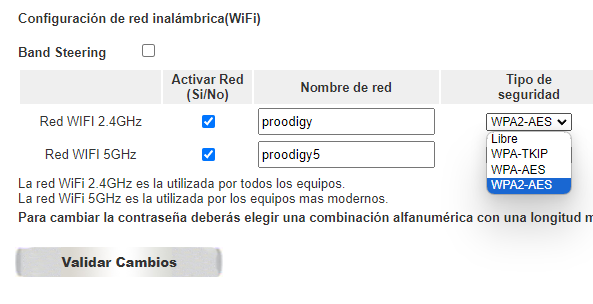 Configuración de red inalámbrica(WiFi)
Band Steering
Activar Red
(Si/No)
Nombre de red
Tipo de
seguridad
Red WIFI 2.4GHz
proodigy
WPA2-AES
Red WIFI 5GHz
proodigy5
Libre
WPA-TKIP
WPA-AES
WPA2-AES
La red WiFi 2.4GHz es la utilizada por todos los equipos.
La red WiFi 5GHz es la utilizada por los equipos mas modernos.
Para cambiar la contraseña deberás elegir una combinación alfanumérica con una longitud m
Validar Cambios